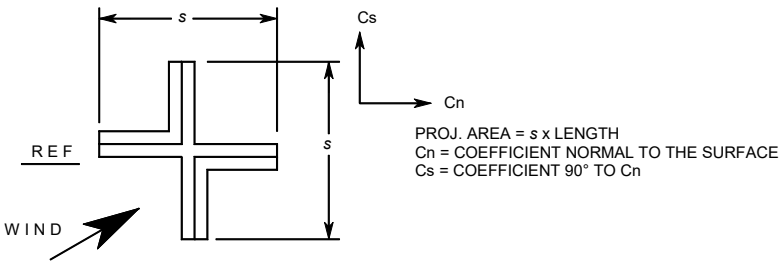 s
Cs
Cn
s
PROJ. AREA = s x LENGTH
Cn = COEFFICIENT NORMAL TO THE SURFACE
Cs = COEFFICIENT 90° TO Cn
REF
WIND